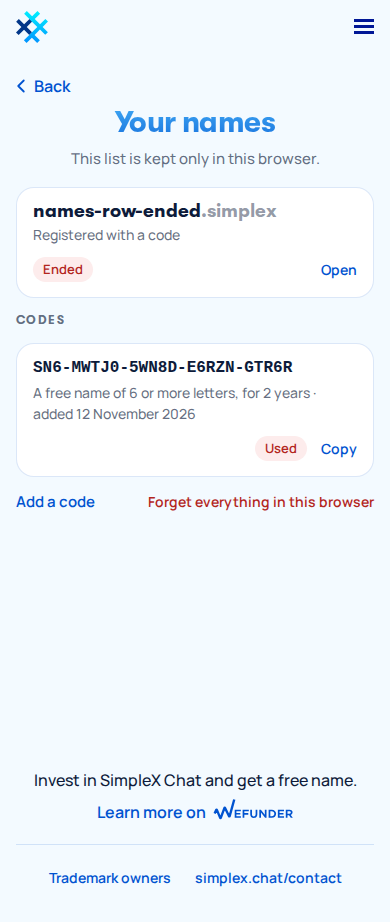 Back
Your names
This list is kept only in this browser.
names-row-ended.simplex
Registered with a code
Ended
Open
CODES
SN6-MWTJ0-5WN8D-E6RZN-GTR6R
A free name of 6 or more letters, for 2 years ·
added 12 November 2026
Used
Copy
Add a code
Forget everything in this browser
Invest in SimpleX Chat and get a free name.
Learn more on WEFUNDER
Trademark owners
simplex.chat/contact